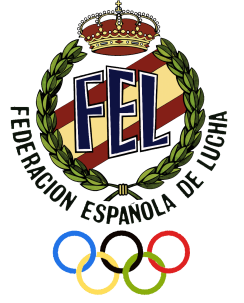 FEL
FEDERACION ESPAÑOLA DE LUCHA